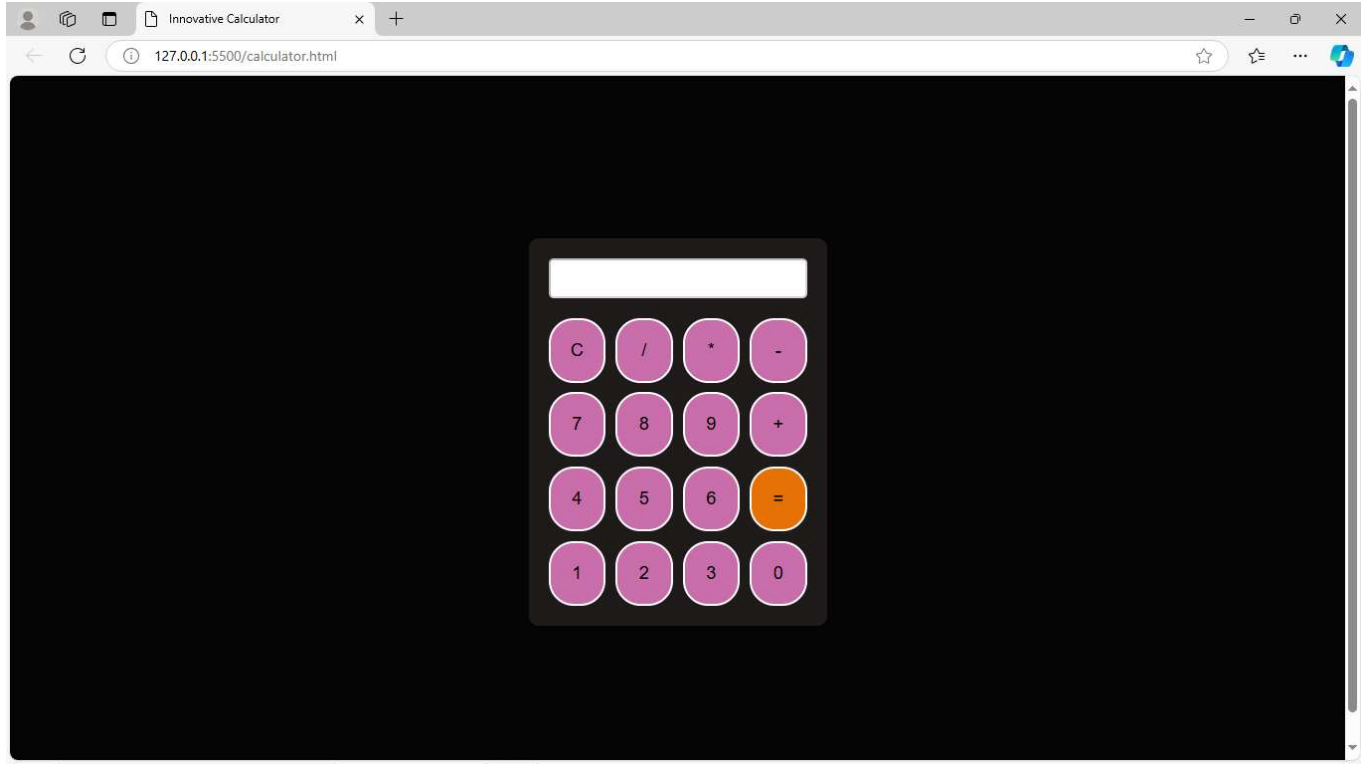 Innovative Calculator
127.0.0.1:5500/calculator.html
C / * -
7 8 9 +
4 5 6 =
1 2 3 0